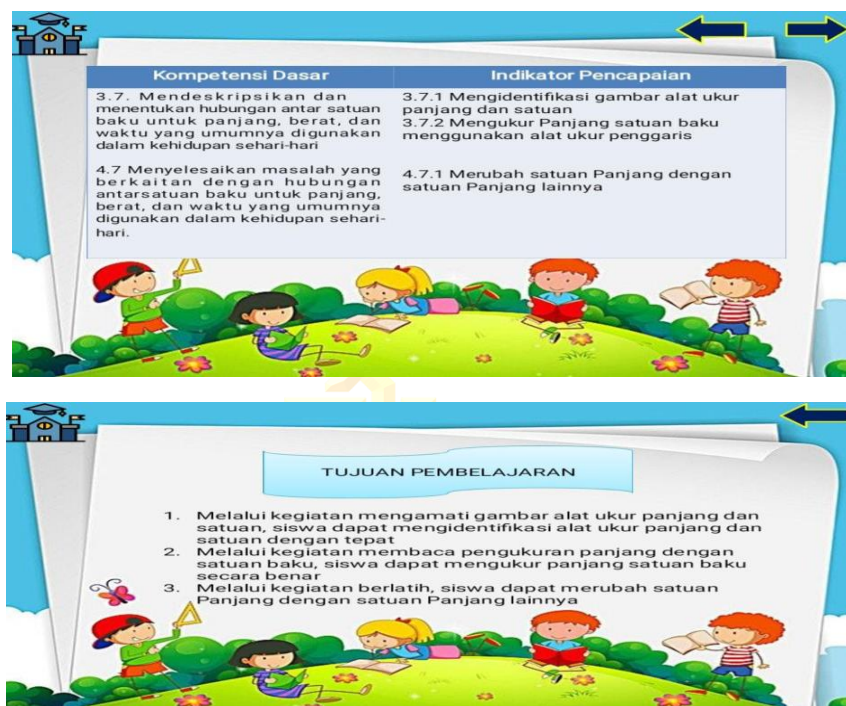 Kompetensi Dasar
Indikator Pencapaian
3.7. Mendeskripsikan dan
menentukan hubungan antar satuan
baku untuk panjang, berat, dan
waktu yang umumnya digunakan
dalam kehidupan sehari-hari
4.7 Menyelesaikan masalah yang
berkaitan dengan hubungan
antarsatuan baku untuk panjang,
berat, dan waktu yang umumnya
digunakan dalam kehidupan sehari-
hari.
3.7.1 Mengidentifikasi gambar alat ukur
panjang dan satuan
3.7.2 Mengukur Panjang satuan baku
menggunakan alat ukur penggaris
4.7.1 Merubah satuan Panjang dengan
satuan Panjang lainnya
TUJUAN PEMBELAJARAN
1. Melalui kegiatan mengamati gambar alat ukur panjang dan
satuan, siswa dapat mengidentifikasi alat ukur panjang dan
satuan dengan tepat
2. Melalui kegiatan membaca pengukuran panjang dengan
satuan baku, siswa dapat mengukur panjang satuan baku
secara benar
3. Melalui kegiatan berlatih, siswa dapat merubah satuan
Panjang dengan satuan Panjang lainnya